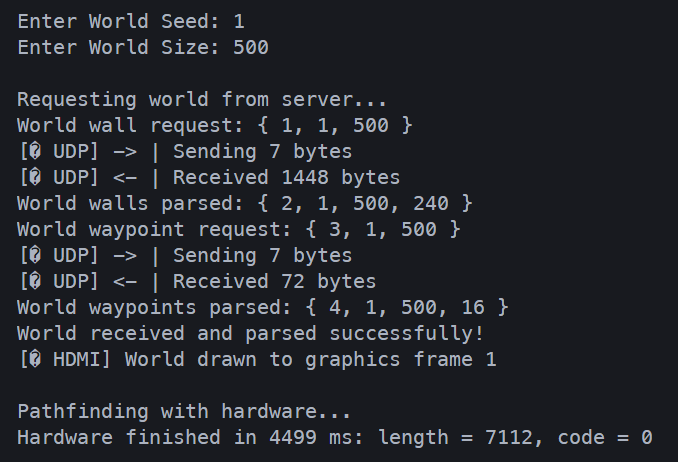 Enter World Seed: 1
Enter World Size: 500

Requesting world from server...
World wall request: { 1, 1, 500 }
[� UDP] -> | Sending 7 bytes
[� UDP] <- | Received 1448 bytes
World walls parsed: { 2, 1, 500, 240 }
World waypoint request: { 3, 1, 500 }
[� UDP] -> | Sending 7 bytes
[� UDP] <- | Received 72 bytes
World waypoints parsed: { 4, 1, 500, 16 }
World received and parsed successfully!
[� HDMI] World drawn to graphics frame 1

Pathfinding with hardware...
Hardware finished in 4499 ms: length = 7112, code = 0